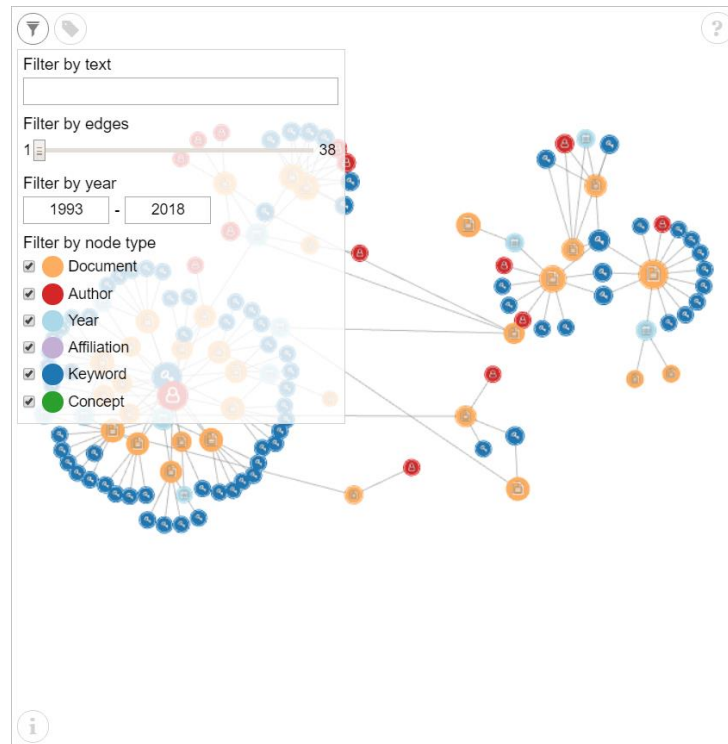 ?
Filter by text
Filter by edges
1 38
Filter by year
1993 - 2018
Filter by node type
Document
Author
Year
Affiliation
Keyword
Concept
i